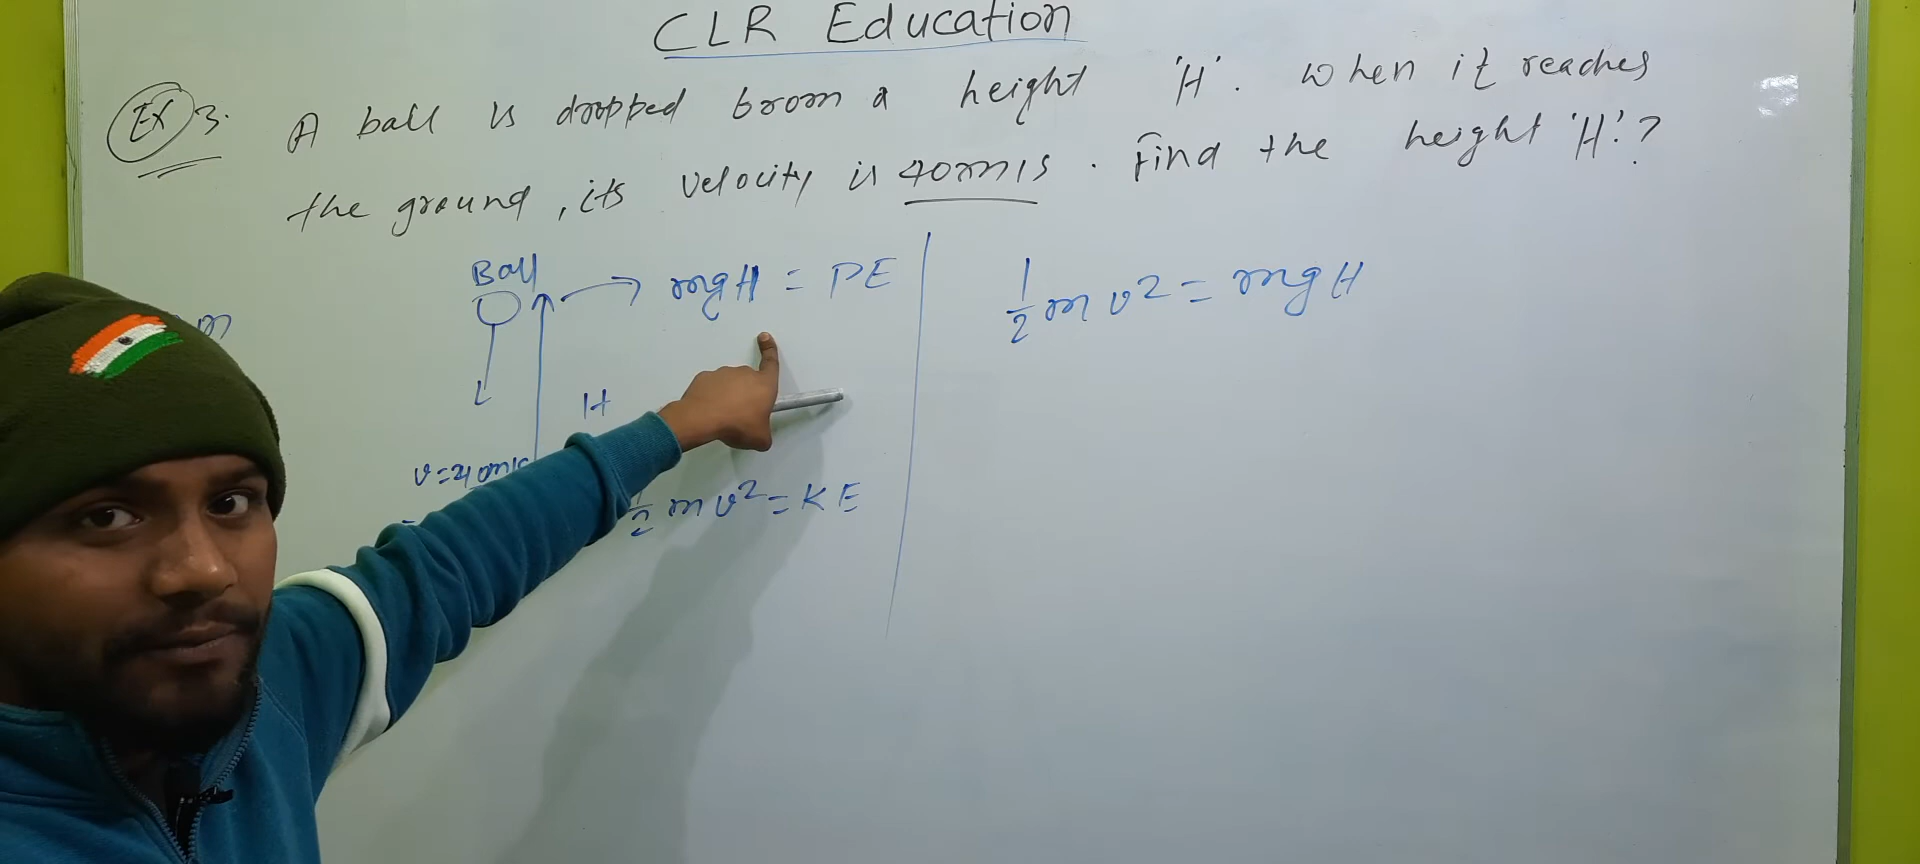 CLR Education
Ex 3. A ball is dropped from a height 'H'. When it reaches
the ground, its velocity is 40m/s. Find the height 'H'?
Ball
mgH = PE
1/2 mv2 = mgH
m
H
v=40m/s
1/2 mv2 = KE